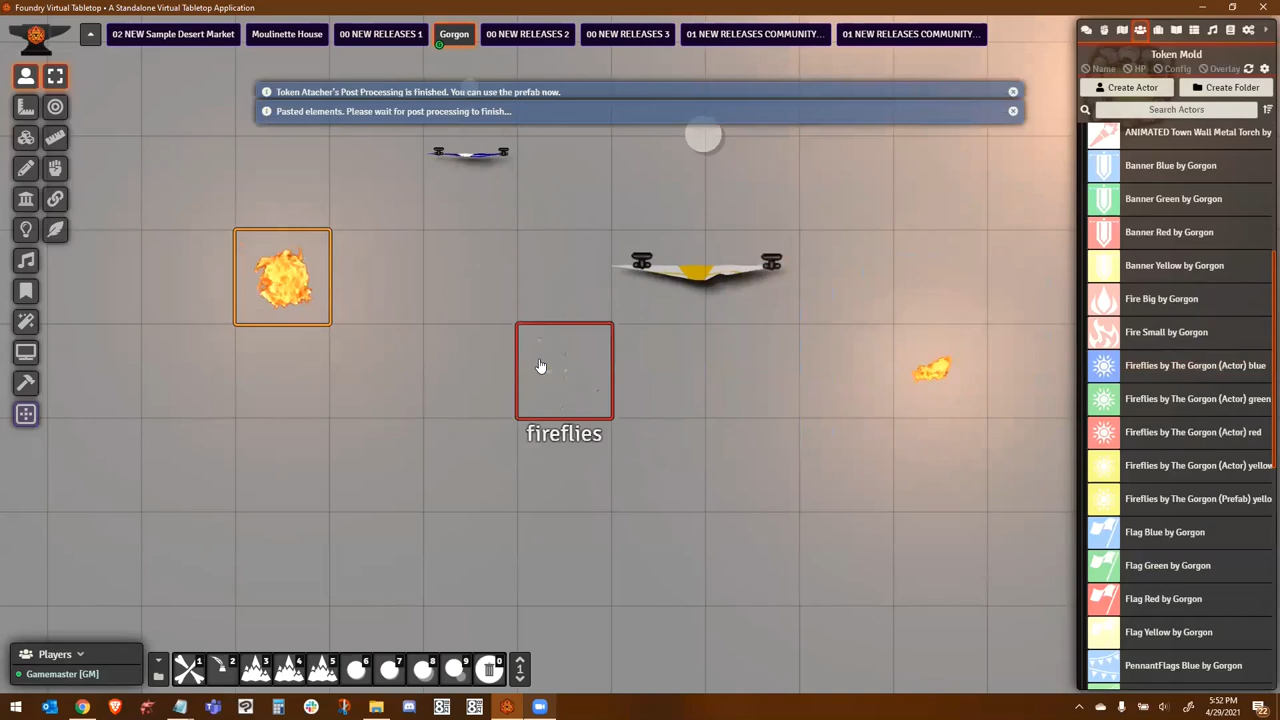 Foundry Virtual Tabletop • A Standalone Virtual Tabletop Application
02 NEW Sample Desert Market
Moulinette House
00 NEW RELEASES 1
Gorgon
G
00 NEW RELEASES 2
00 NEW RELEASES 3
01 NEW RELEASES COMMUNITY...
01 NEW RELEASES COMMUNITY...
Token Atacher's Post Processing is finished. You can use the prefab now.
Pasted elements. Please wait for post processing to finish...
fireflies
Token Mold
Name HP Config Overlay
Create Actor
Create Folder
Search Actors
ANIMATED Town Wall Metal Torch by
Banner Blue by Gorgon
Banner Green by Gorgon
Banner Red by Gorgon
Banner Yellow by Gorgon
Fire Big by Gorgon
Fire Small by Gorgon
Fireflies by The Gorgon (Actor) blue
Fireflies by The Gorgon (Actor) green
Fireflies by The Gorgon (Actor) red
Fireflies by The Gorgon (Actor) yellow
Fireflies by The Gorgon (Prefab) yello
Flag Blue by Gorgon
Flag Green by Gorgon
Flag Red by Gorgon
Flag Yellow by Gorgon
PennantFlags Blue by Gorgon
Players
Gamemaster [GM]
1 2 3 4 5 6 7 8 9 0
1
5:52 PM
4/29/2021
22